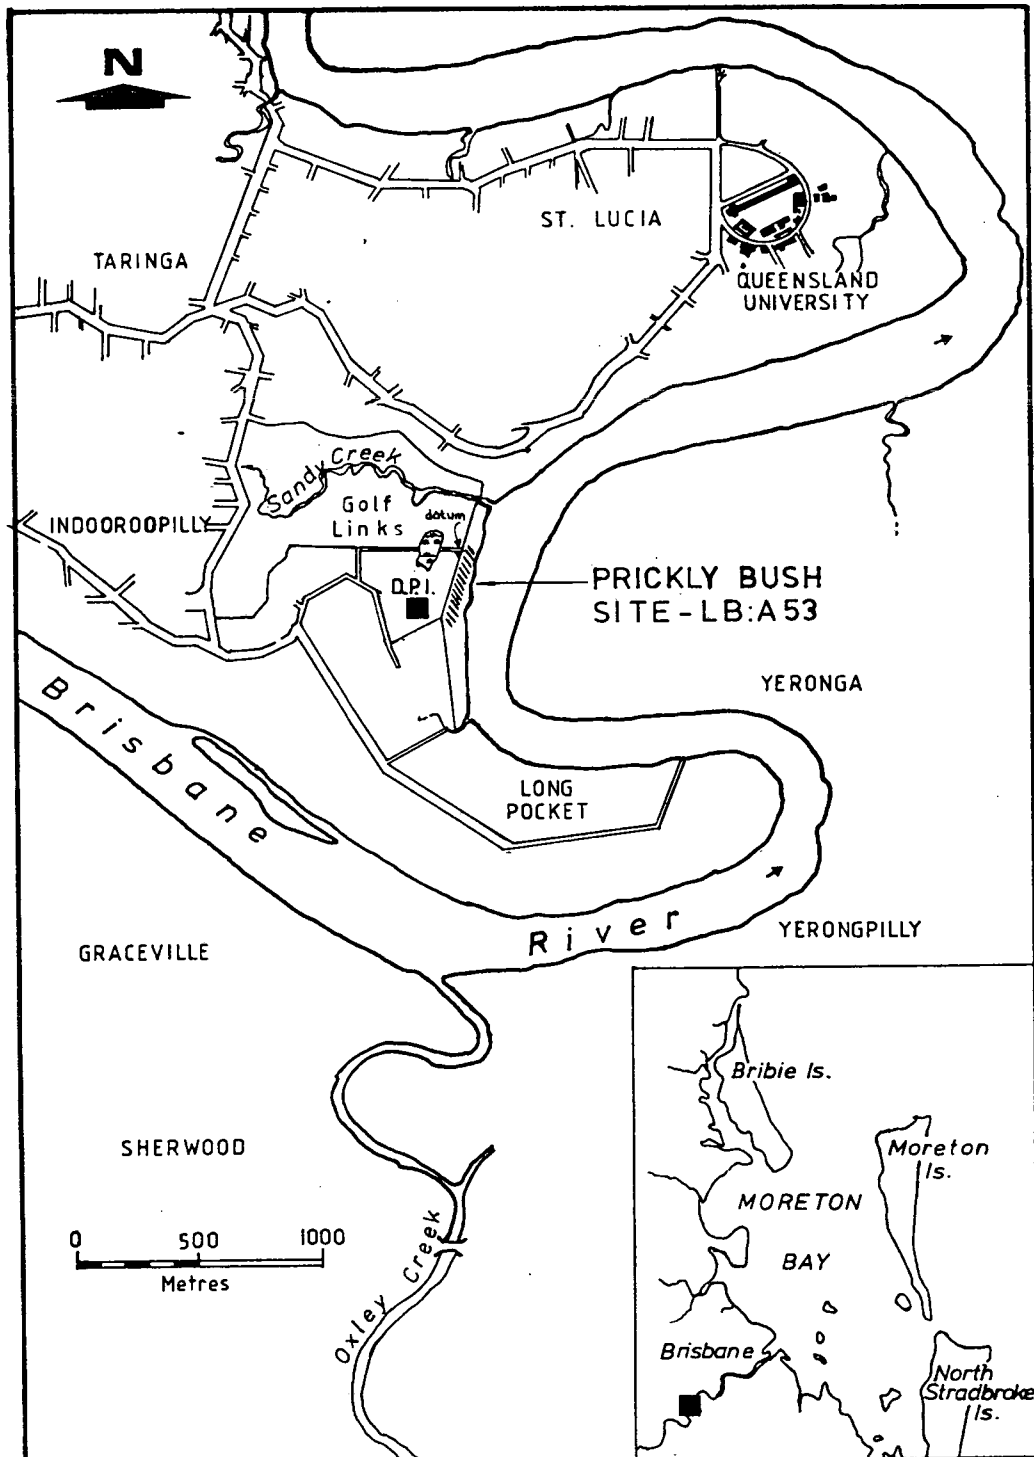 N
ST. LUCIA
TARINGA
QUEENSLAND
UNIVERSITY
Sandy Creek
Golf
Links
datum
INDOOROOPILLY
D.P.I.
PRICKLY BUSH
SITE-LB:A53
YERONGA
Brisbane
LONG
POCKET
River
YERONGPILLY
GRACEVILLE
SHERWOOD
0 500 1000
Metres
Oxley Creek
Bribie Is.
Moreton
Is.
MORETON
BAY
Brisbane
North
Stradbroke
Is.